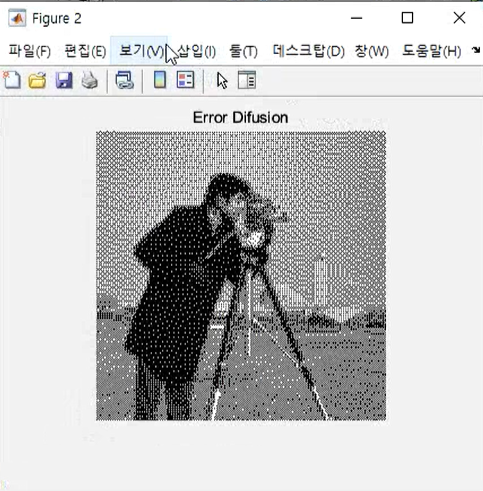 Figure 2
파일(F) 편집(E) 보기(V) 삽입(I) 툴(T) 데스크탑(D) 창(W) 도움말(H)
Error Difusion